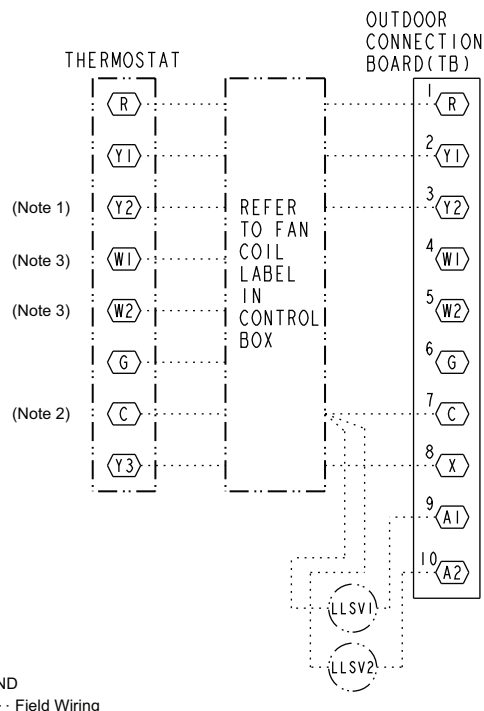 OUTDOOR
CONNECTION
BOARD(TB)
THERMOSTAT
R
1 R
Y1
2 Y1
(Note 1) Y2
3 Y2
(Note 3) W1
4 W1
(Note 3) W2
5 W2
G
6 G
(Note 2) C
7 C
Y3
8 X
REFER
TO FAN
COIL
LABEL
IN
CONTROL
BOX
9 A1
10 A2
LLSV1
LLSV2
Field Wiring